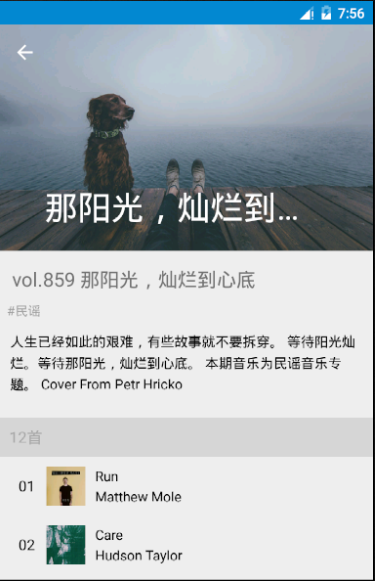 7:56
那阳光，灿烂到...
vol.859 那阳光，灿烂到心底
#民谣
人生已经如此的艰难，有些故事就不要拆穿。 等待阳光灿
烂。等待那阳光，灿烂到心底。 本期音乐为民谣音乐专
题。 Cover From Petr Hricko
12首
01
Run
Matthew Mole
02
Care
Hudson Taylor